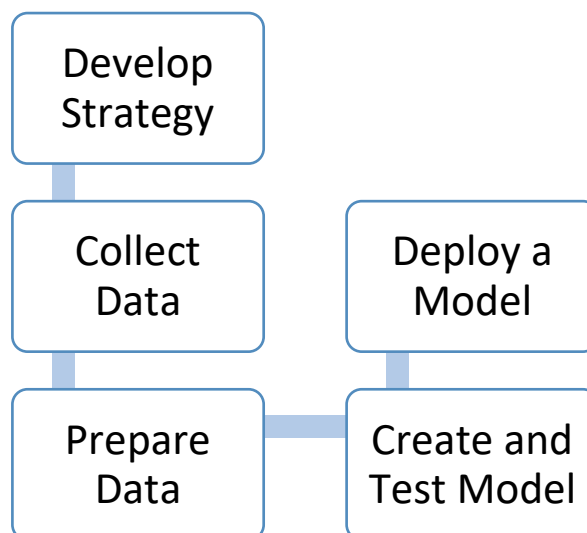 Develop
Strategy
Collect
Data
Prepare
Data
Create and
Test Model
Deploy a
Model